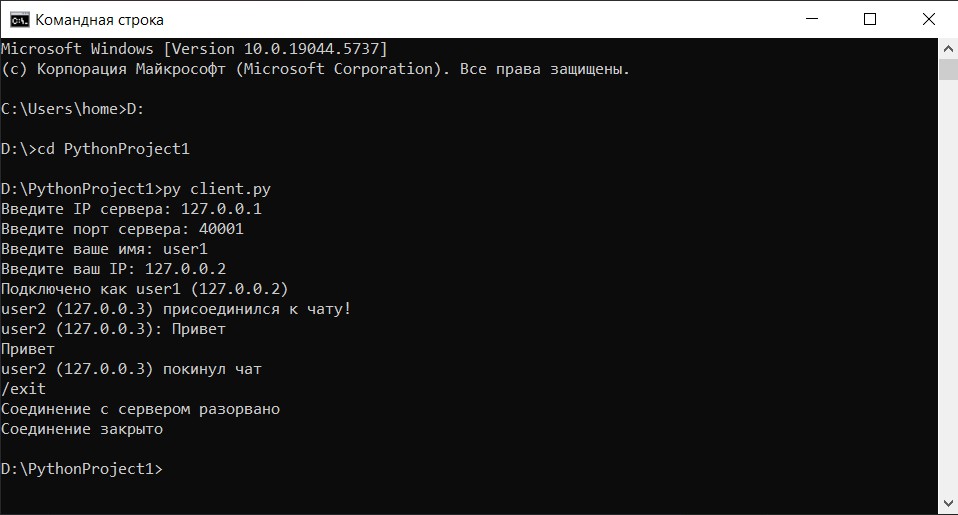 Командная строка
Microsoft Windows [Version 10.0.19044.5737]
(c) Корпорация Майкрософт (Microsoft Corporation). Все права защищены.
C:\Users\home>D:
D:\>cd PythonProject1
D:\PythonProject1>py client.py
Введите IP сервера: 127.0.0.1
Введите порт сервера: 40001
Введите ваше имя: user1
Введите ваш IP: 127.0.0.2
Подключено как user1 (127.0.0.2)
user2 (127.0.0.3) присоединился к чату!
user2 (127.0.0.3): Привет
Привет
user2 (127.0.0.3) покинул чат
/exit
Соединение с сервером разорвано
Соединение закрыто
D:\PythonProject1>